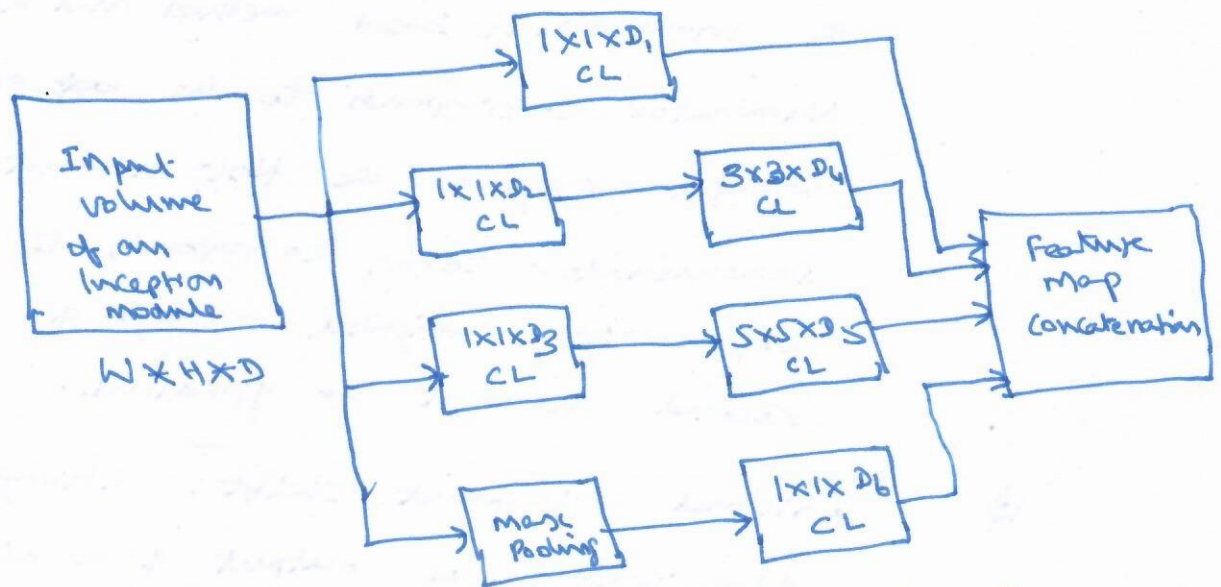 1X1XD1
CL
Input
volume
of an
Inception
module
WXHXD
1X1XD2
CL
3X3XD4
CL
1X1XD3
CL
5X5XD5
CL
Max
Pooling
1X1XD6
CL
Feature
Map
Concatenation